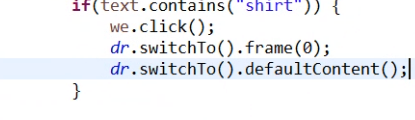 if(text.contains("shirt")) {
we.click();
dr.switchTo().frame(0);
dr.switchTo().defaultContent();
}